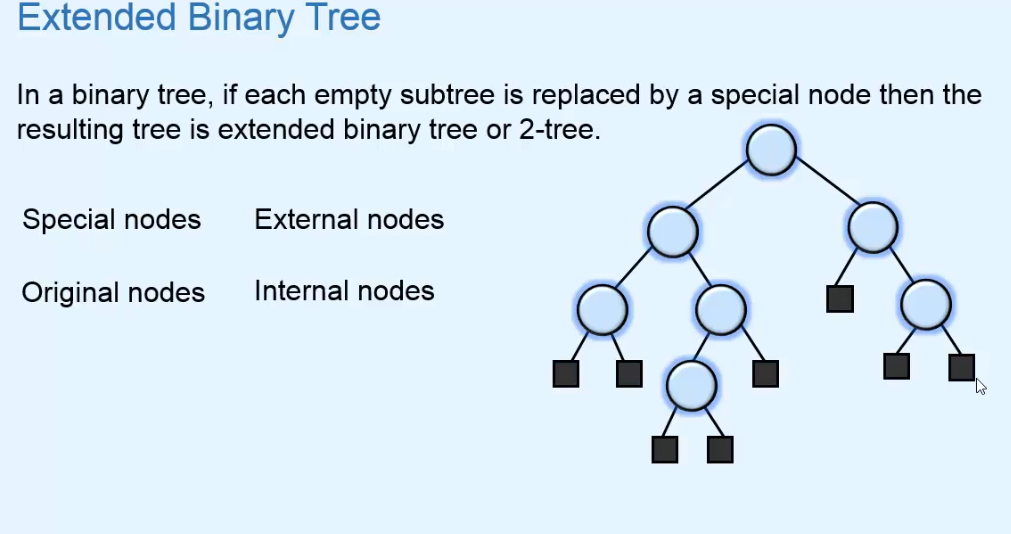 Extended Binary Tree
In a binary tree, if each empty subtree is replaced by a special node then the
resulting tree is extended binary tree or 2-tree.
Special nodes External nodes
Original nodes Internal nodes